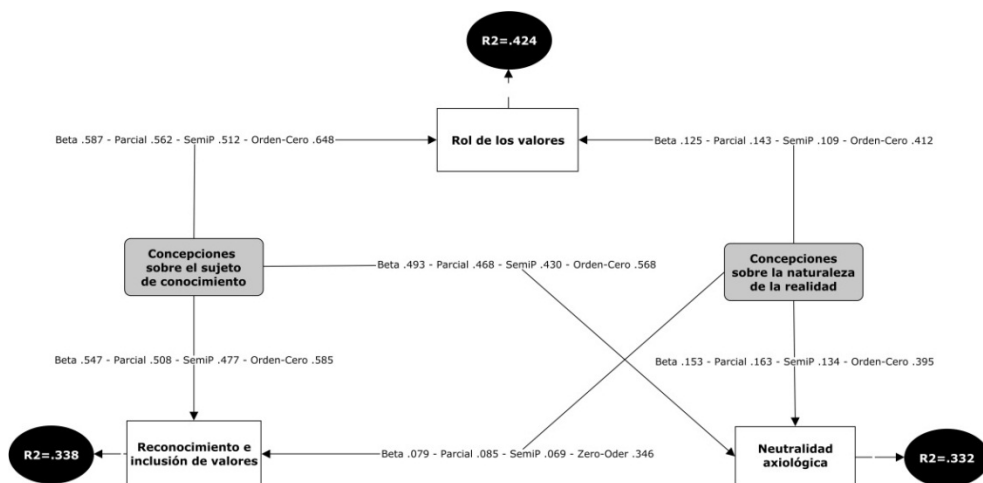 R2=.424
Beta .587 - Parcial .562 - SemiP .512 - Orden-Cero .648
Rol de los valores
Beta .125 - Parcial .143 - SemiP .109 - Orden-Cero .412
Concepciones
sobre el sujeto
de conocimiento
Beta .493 - Parcial .468 - SemiP .430 - Orden-Cero .568
Concepciones
sobre la naturaleza
de la realidad
Beta .547 - Parcial .508 - SemiP .477 - Orden-Cero .585
Beta .153 - Parcial .163 - SemiP .134 - Orden-Cero .395
R2=.338
Reconocimiento e
inclusión de valores
Beta .079 - Parcial .085 - SemiP .069 - Zero-Oder .346
Neutralidad
axiológica
R2=.332